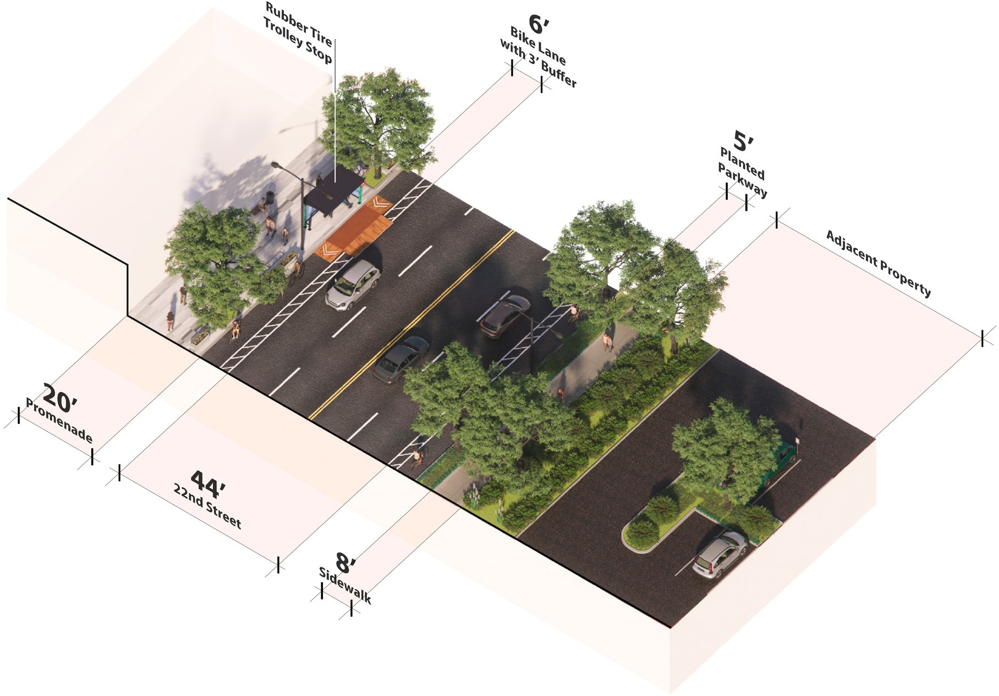 Rubber Tire
Trolley Stop
6’
Bike Lane
with 3’ Buffer
5’
Planted
Parkway
Adjacent Property
20’
Promenade
44’
22nd Street
8’
Sidewalk